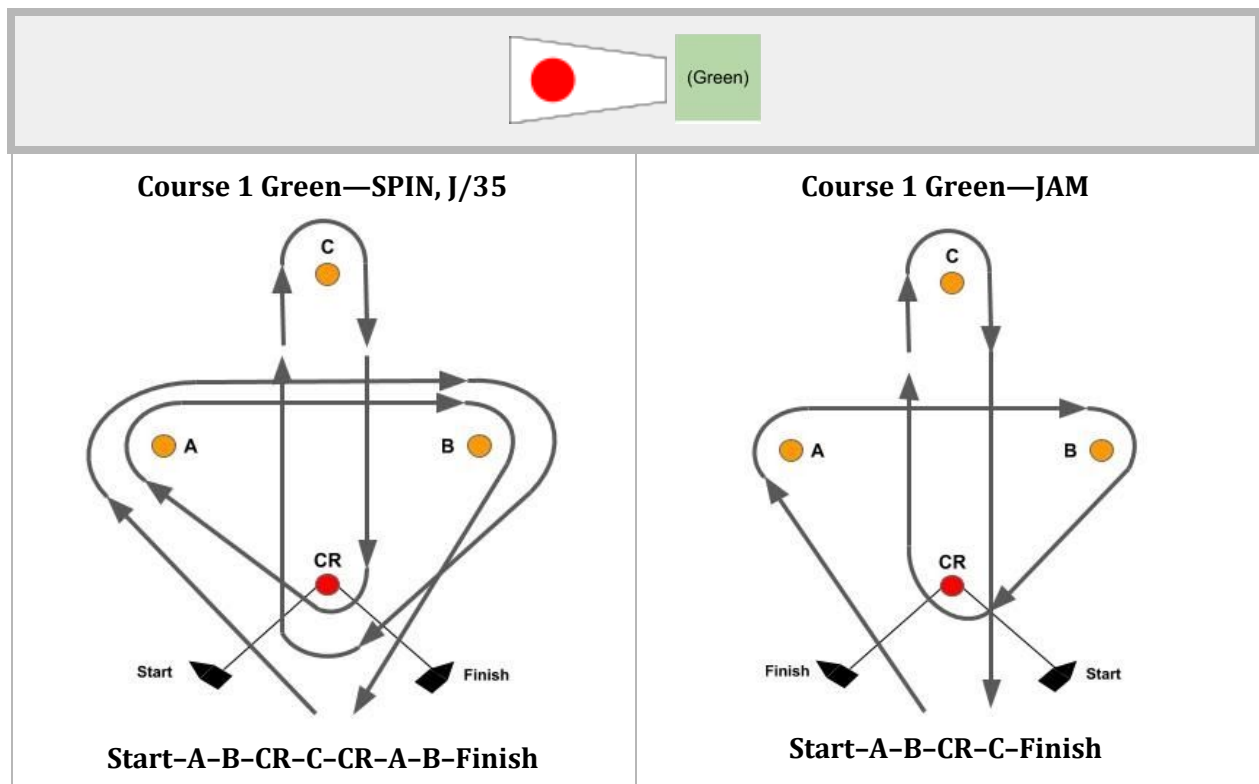 (Green)
Course 1 Green—SPIN, J/35
C
A
B
CR
Start
Finish
Start–A–B–CR–C–CR–A–B–Finish
Course 1 Green—JAM
C
A
B
CR
Finish
Start
Start–A–B–CR–C–Finish